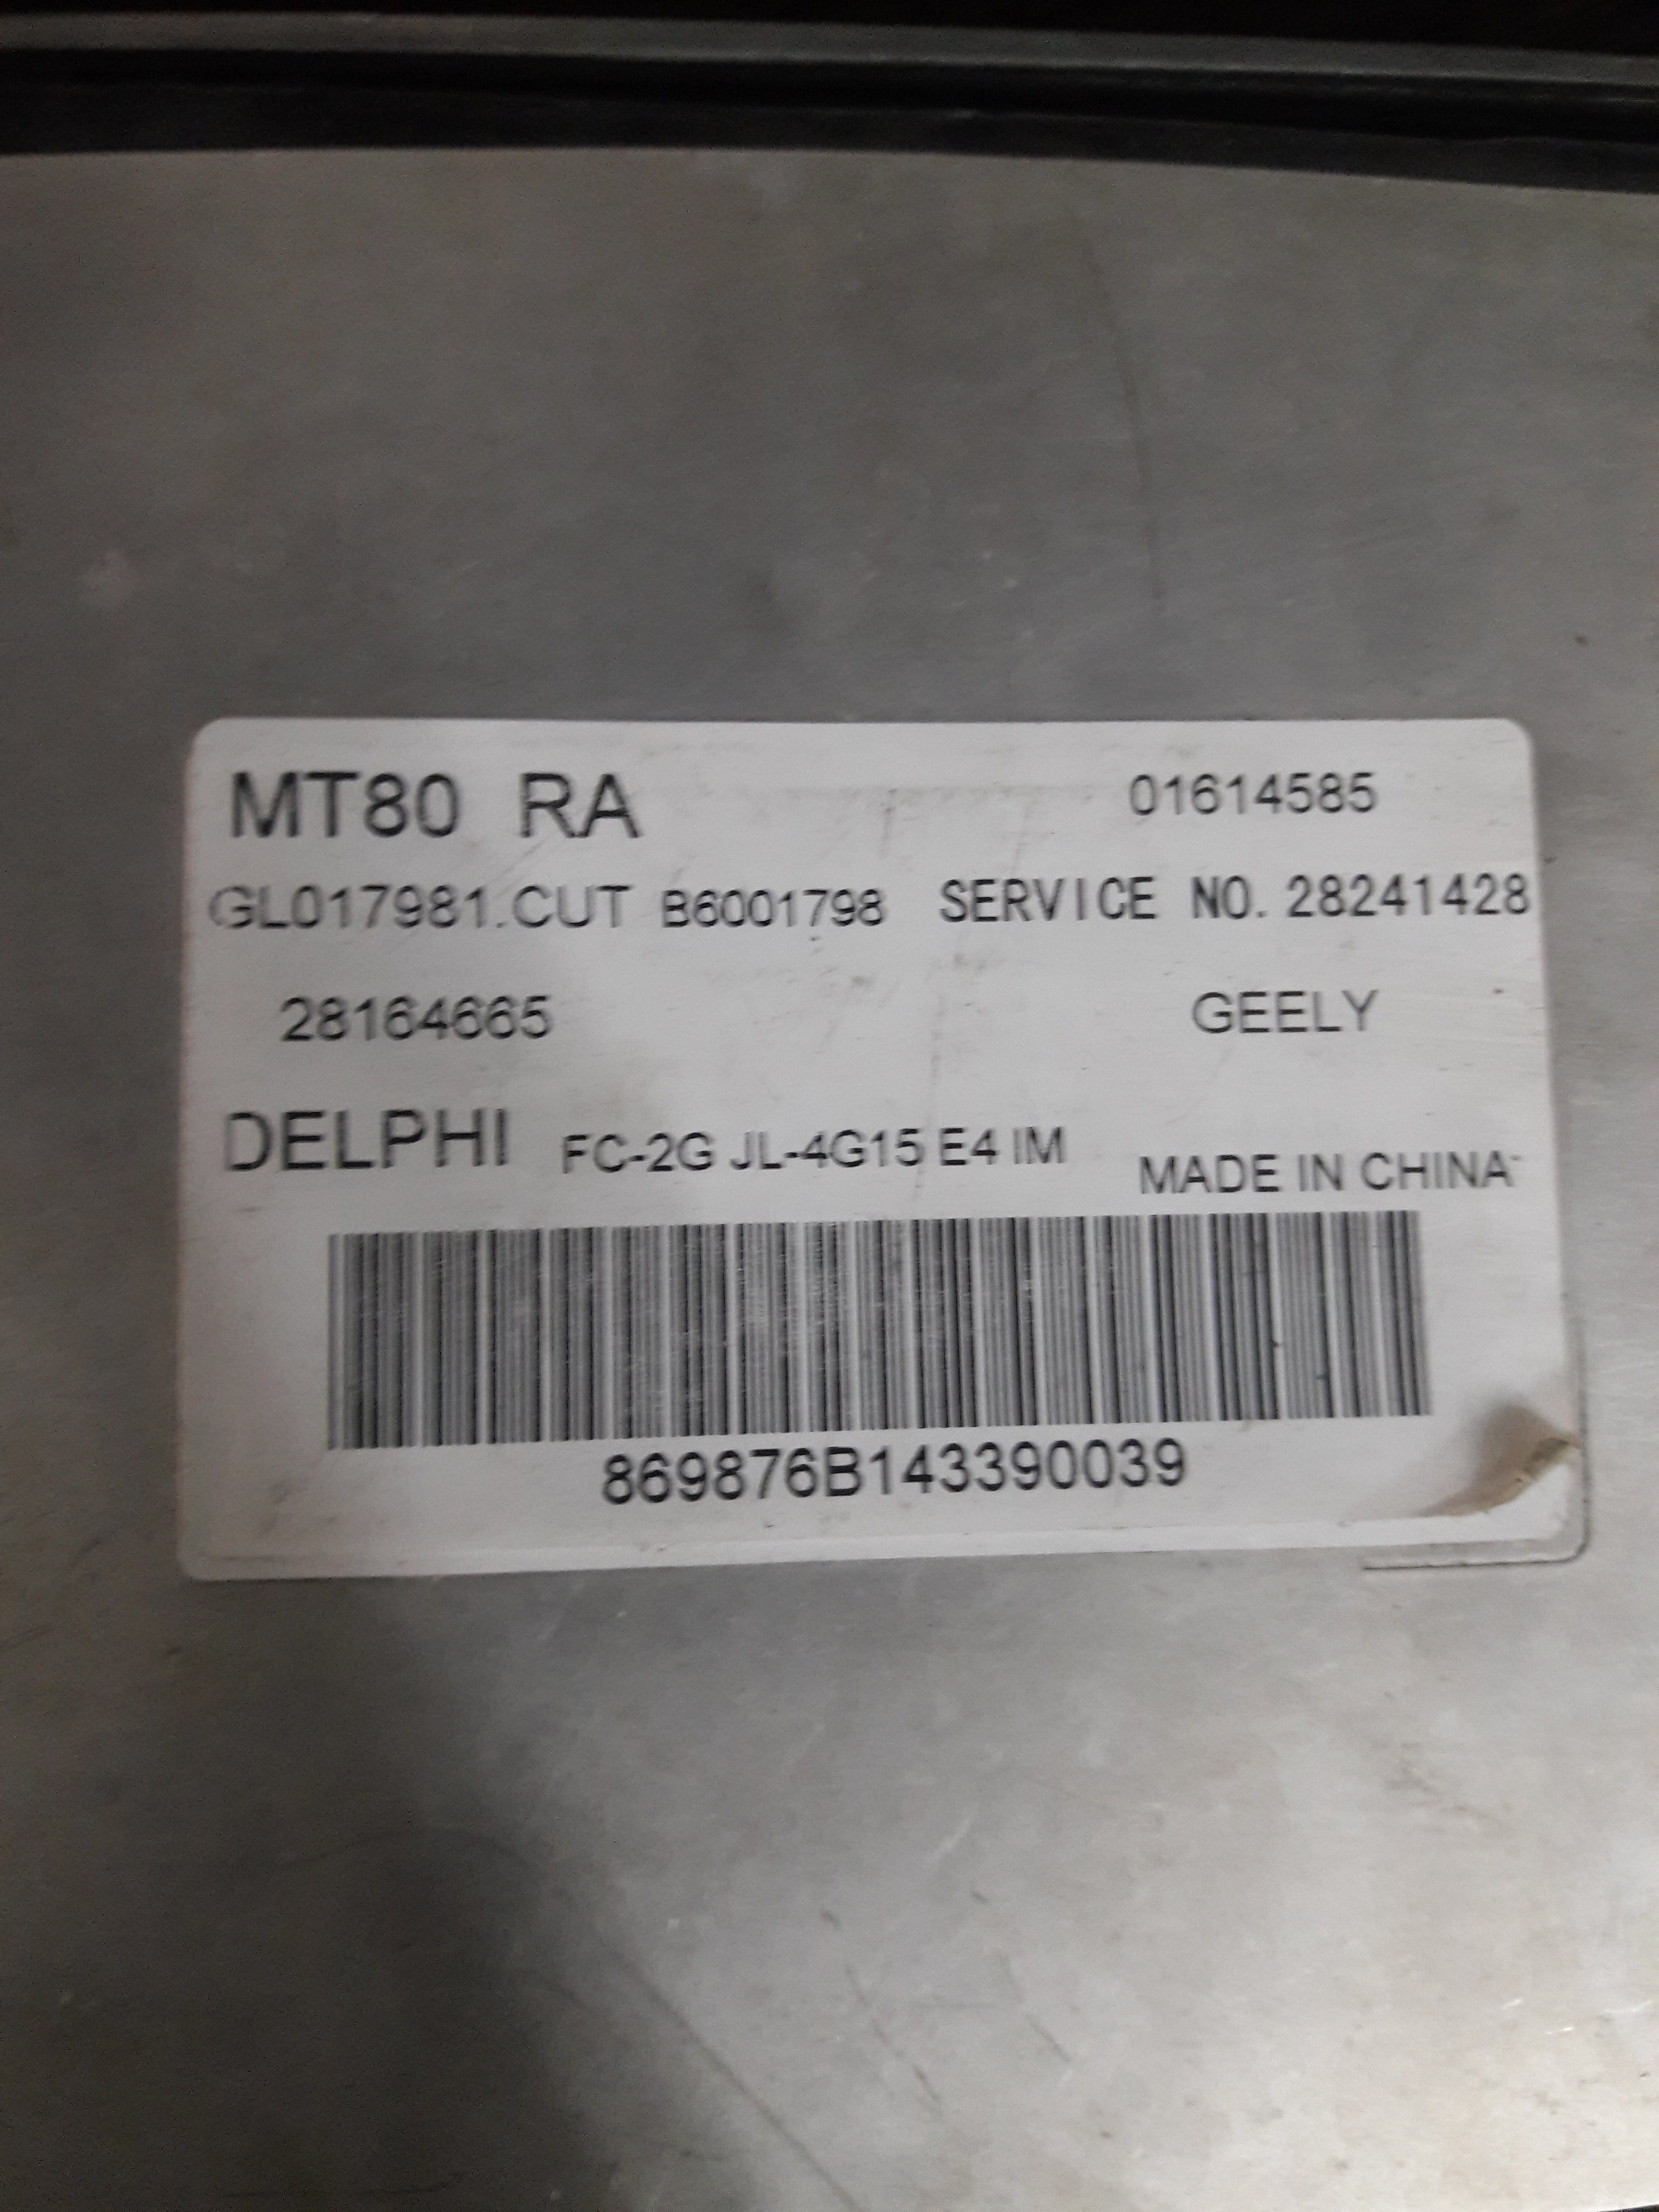 MT80 RA 01614585
GL017981.CUT B6001798 SERVICE NO. 28241428
28164665 GEELY
DELPHI FC-2G JL-4G15 E4 IM MADE IN CHINA
869876B143390039